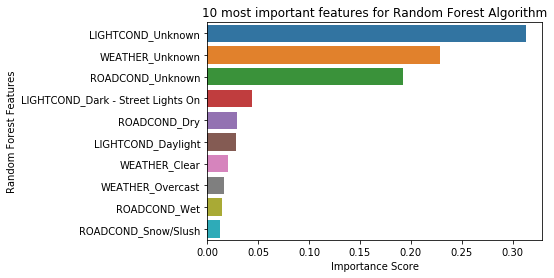 10 most important features for Random Forest Algorithm
Random Forest Features
LIGHTCOND_Unknown
WEATHER_Unknown
ROADCOND_Unknown
LIGHTCOND_Dark - Street Lights On
ROADCOND_Dry
LIGHTCOND_Daylight
WEATHER_Clear
WEATHER_Overcast
ROADCOND_Wet
ROADCOND_Snow/Slush
0.00 0.05 0.10 0.15 0.20 0.25 0.30
Importance Score